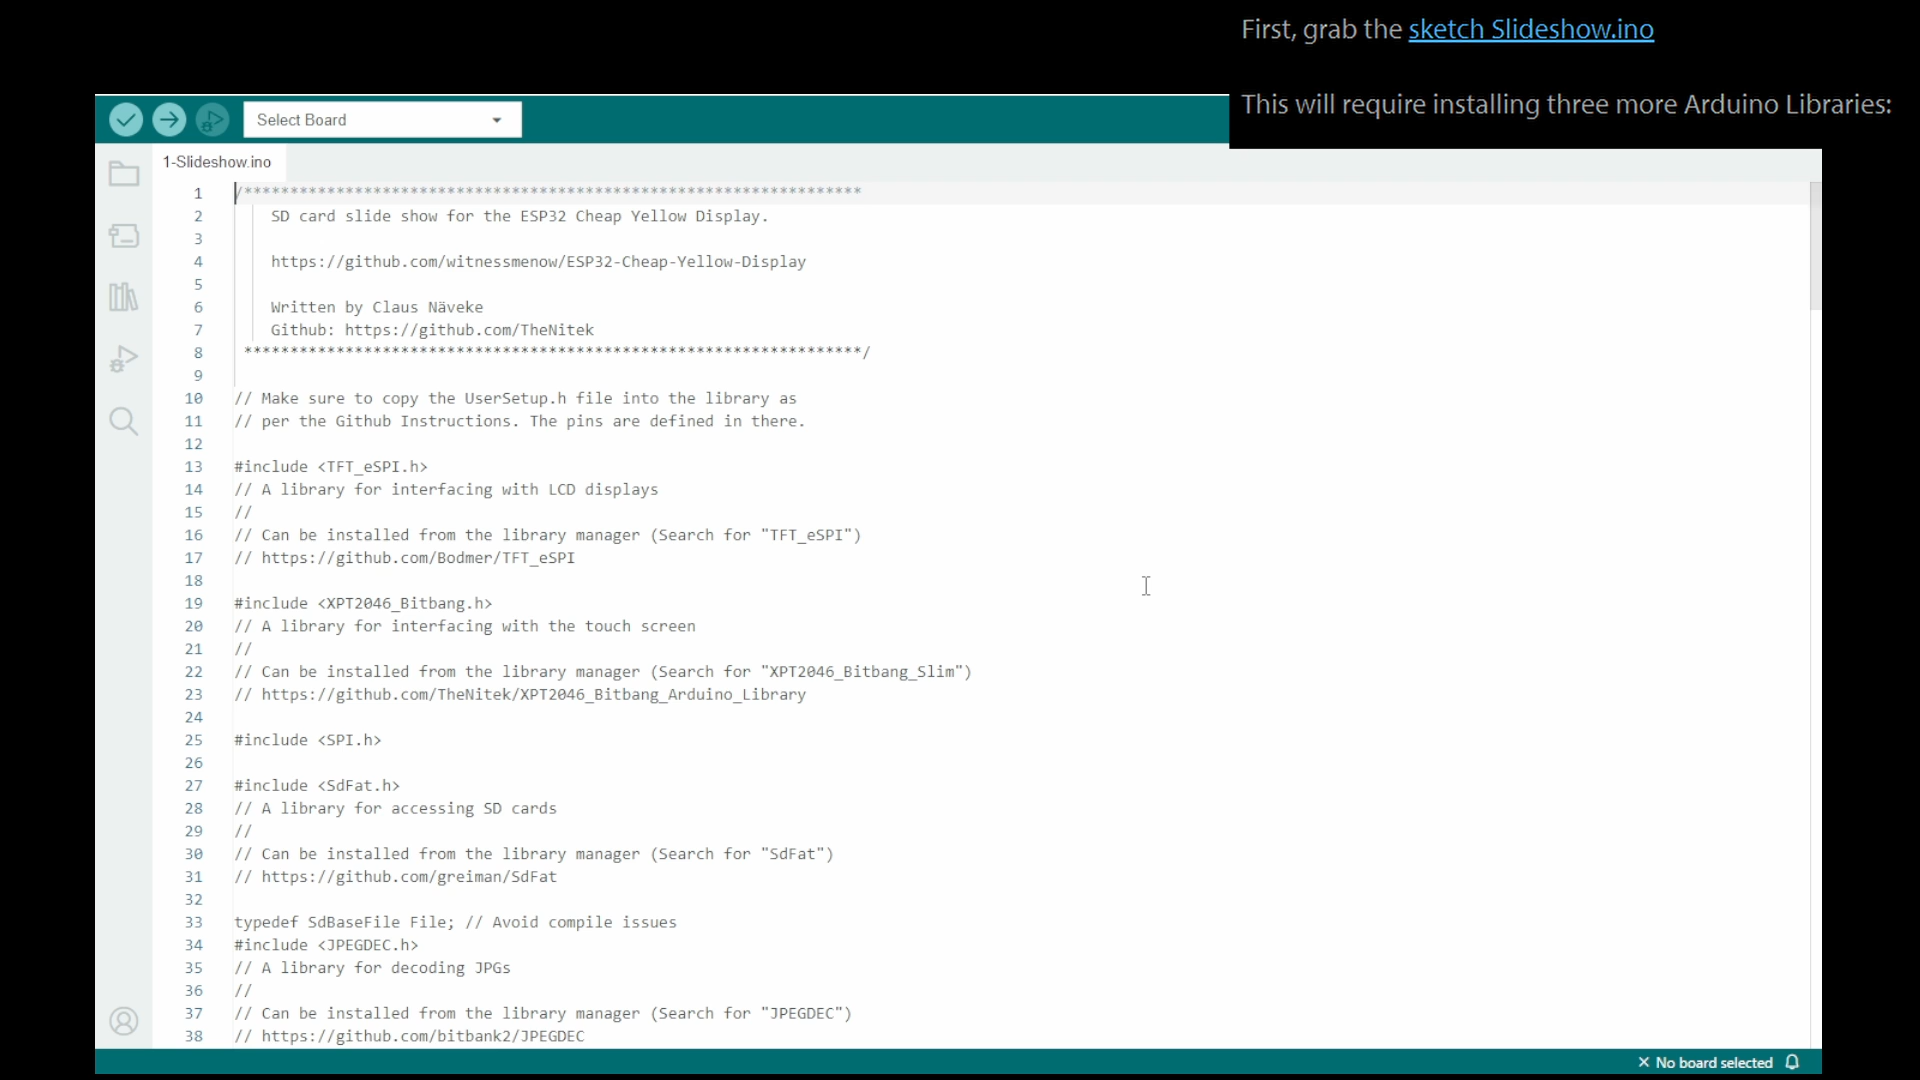 First, grab the sketch Slideshow.ino
This will require installing three more Arduino Libraries:
Select Board
1-Slideshow.ino
1 /*******************************************************************
2 SD card slide show for the ESP32 Cheap Yellow Display.
3
4 https://github.com/witnessmenow/ESP32-Cheap-Yellow-Display
5
6 Written by Claus Näveke
7 Github: https://github.com/TheNitek
8 *******************************************************************/
9
10 // Make sure to copy the UserSetup.h file into the library as
11 // per the Github Instructions. The pins are defined in there.
12
13 #include <TFT_eSPI.h>
14 // A library for interfacing with LCD displays
15 //
16 // Can be installed from the library manager (Search for "TFT_eSPI")
17 // https://github.com/Bodmer/TFT_eSPI
18
19 #include <XPT2046_Bitbang.h>
20 // A library for interfacing with the touch screen
21 //
22 // Can be installed from the library manager (Search for "XPT2046_Bitbang_Slim")
23 // https://github.com/TheNitek/XPT2046_Bitbang_Arduino_Library
24
25 #include <SPI.h>
26
27 #include <SdFat.h>
28 // A library for accessing SD cards
29 //
30 // Can be installed from the library manager (Search for "SdFat")
31 // https://github.com/greiman/SdFat
32
33 typedef SdBaseFile File; // Avoid compile issues
34 #include <JPEGDEC.h>
35 // A library for decoding JPGs
36 //
37 // Can be installed from the library manager (Search for "JPEGDEC")
38 // https://github.com/bitbank2/JPEGDEC
No board selected